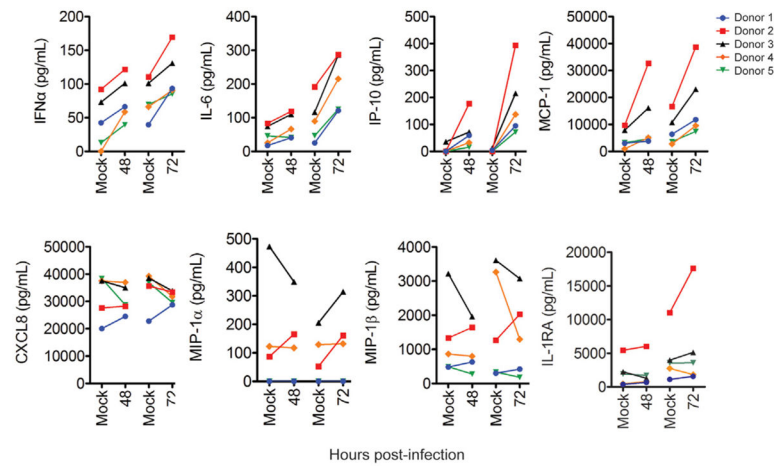 IFNα (pg/mL)
200
150
100
50
0
Mock
48
Mock
72
IL-6 (pg/mL)
400
300
200
100
0
Mock
48
Mock
72
IP-10 (pg/mL)
500
400
300
200
100
0
Mock
48
Mock
72
MCP-1 (pg/mL)
50000
40000
30000
20000
10000
0
Mock
48
Mock
72
Donor 1
Donor 2
Donor 3
Donor 4
Donor 5
CXCL8 (pg/mL)
50000
40000
30000
20000
10000
0
Mock
48
Mock
72
MIP-1α (pg/mL)
500
400
300
200
100
0
Mock
48
Mock
72
MIP-1β (pg/mL)
4000
3000
2000
1000
0
Mock
48
Mock
72
IL-1RA (pg/mL)
20000
15000
10000
5000
0
Mock
48
Mock
72
Hours post-infection